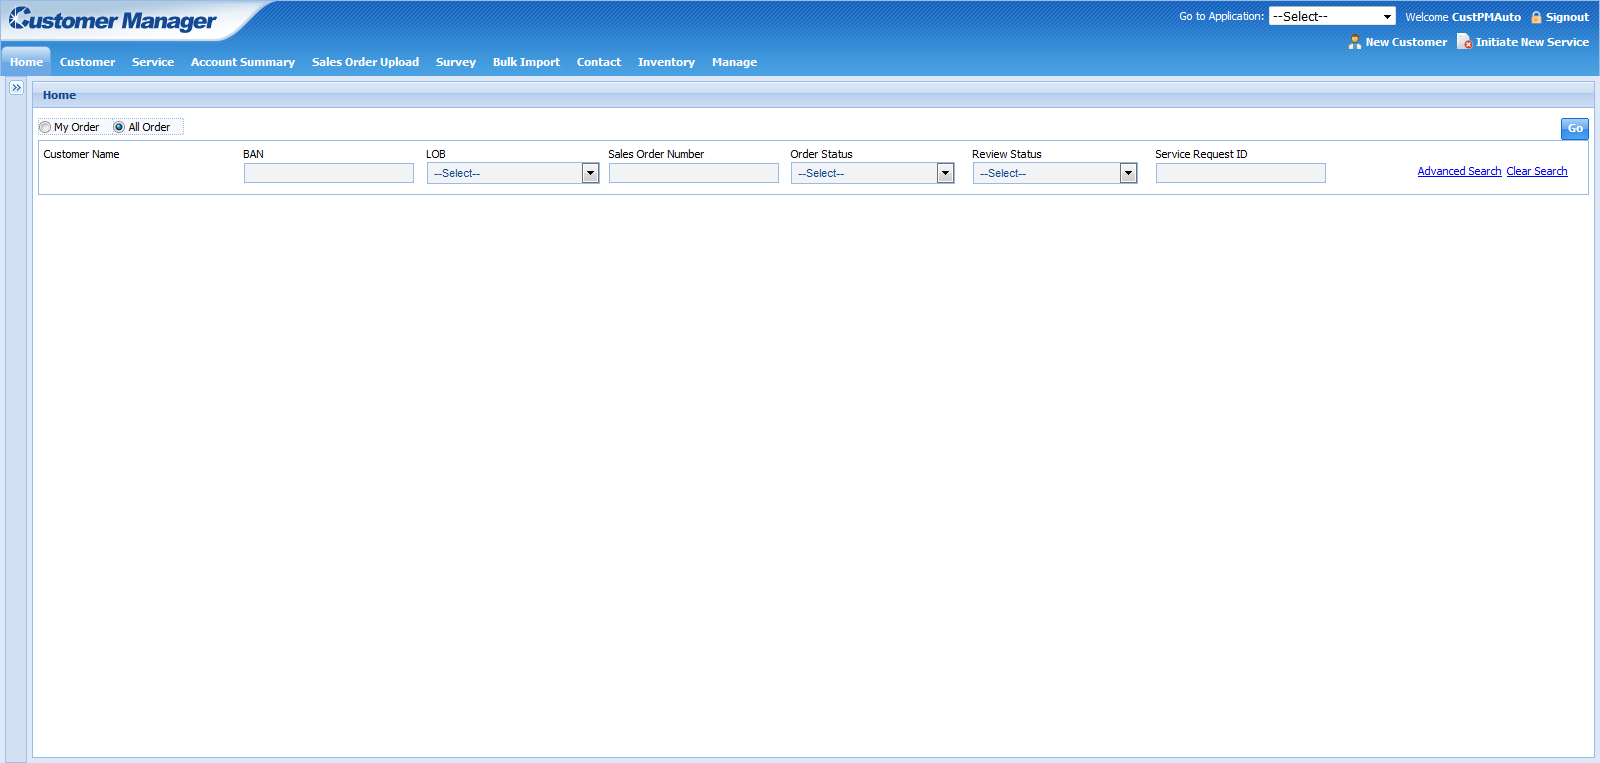 Customer Manager
Go to Application: --Select-- Welcome CustPMAuto Signout
New Customer Initiate New Service
Home Customer Service Account Summary Sales Order Upload Survey Bulk Import Contact Inventory Manage
Home
My Order All Order
Go
Customer Name BAN LOB Sales Order Number Order Status Review Status Service Request ID
--Select-- --Select-- --Select-- Advanced Search Clear Search